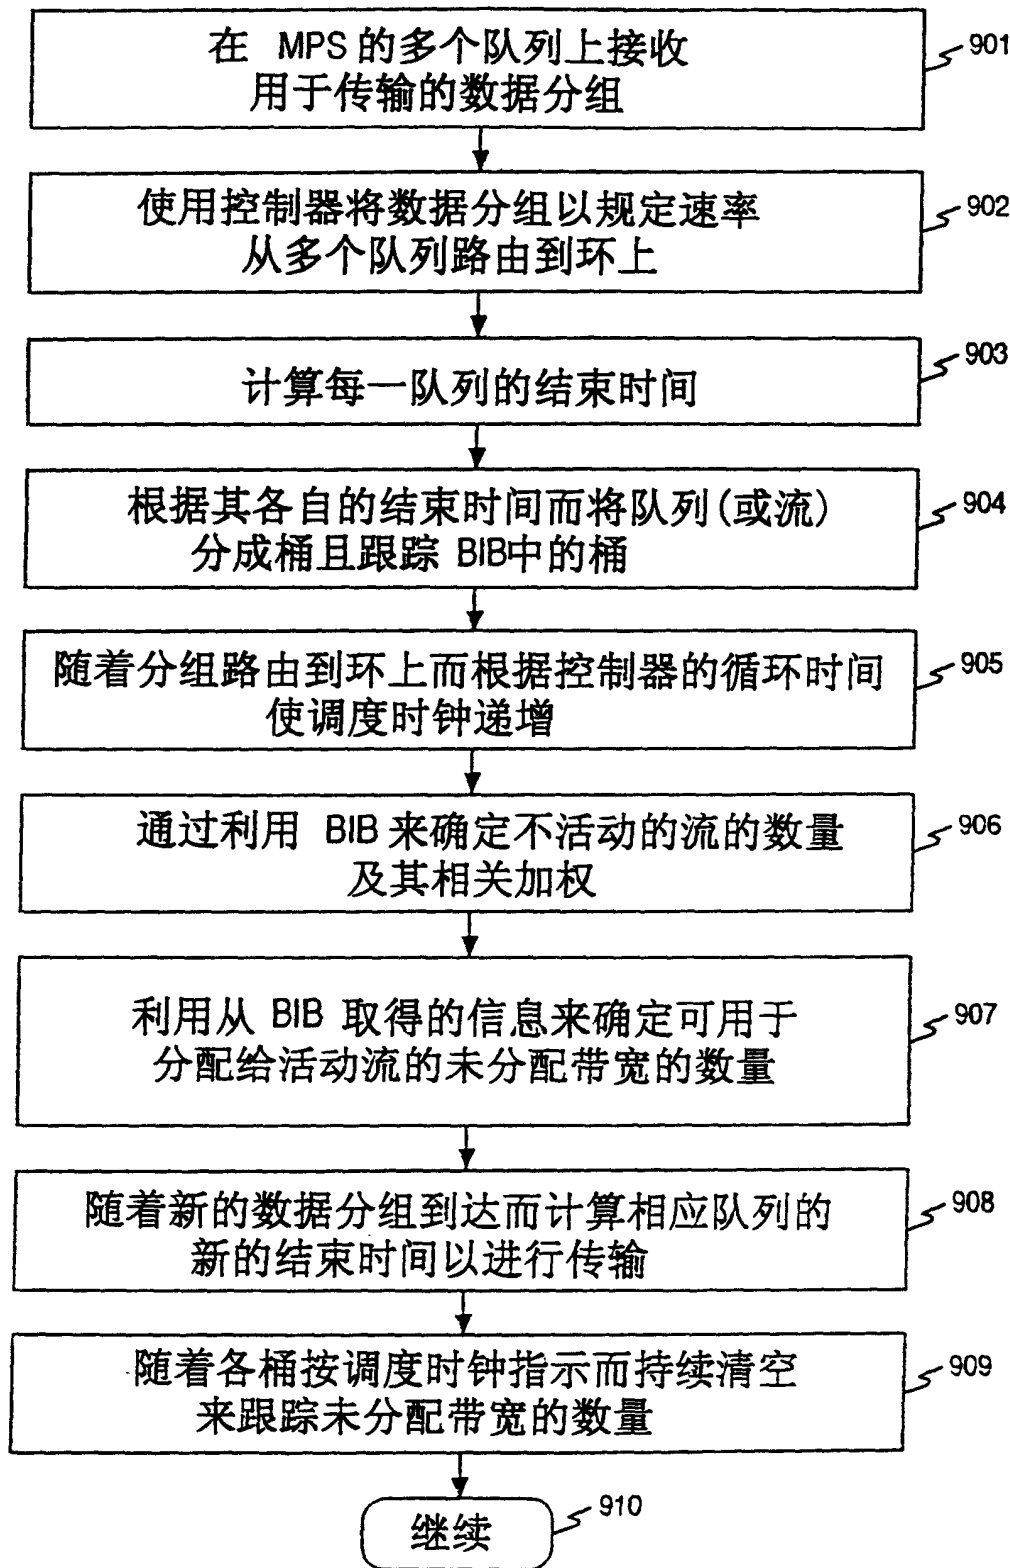 在 MPS的多个队列上接收
用于传输的数据分组
901
使用控制器将数据分组以规定速率
从多个队列路由到环上
902
计算每一队列的结束时间
903
根据其各自的结束时间而将队列(或流)
分成桶且跟踪 BIB中的桶
904
随着分组路由到环上而根据控制器的循环时间
使调度时钟递增
905
通过利用 BIB来确定不活动的流的数量
及其相关加权
906
利用从 BIB 取得的信息来确定可用于
分配给活动流的未分配带宽的数量
907
随着新的数据分组到达而计算相应队列的
新的结束时间以进行传输
908
随着各桶按调度时钟指示而持续清空
来跟踪未分配带宽的数量
909
继续
910